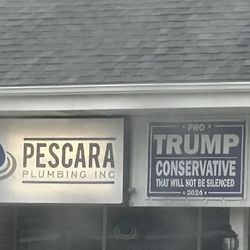 PESCARA
PLUMBING INC
PRO
TRUMP
CONSERVATIVE
THAT WILL NOT BE SILENCED
2024